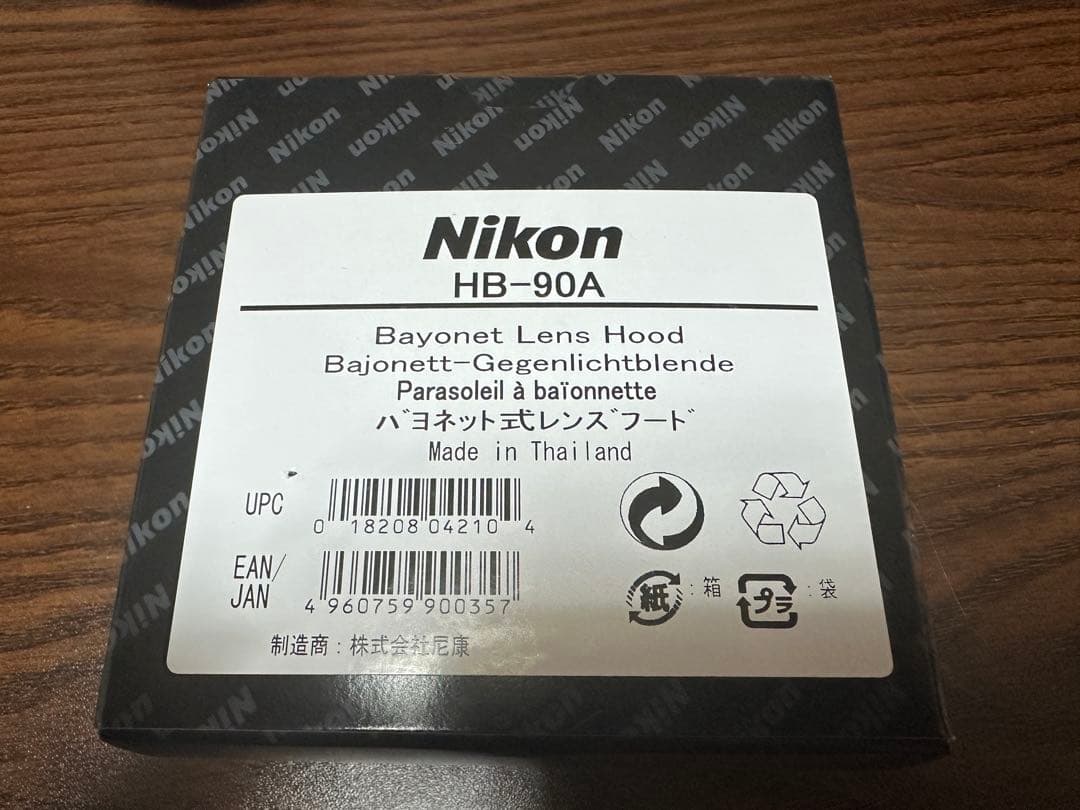 Nikon
HB-90A
Bayonet Lens Hood
Bajonett-Gegenlichtblende
Parasoleil à baïonnette
バヨネット式レンズフード
Made in Thailand
UPC
0 18208 04210 4
EAN/
JAN
4 960759 900357
紙 : 箱
プラ : 袋
制造商 : 株式会社尼康